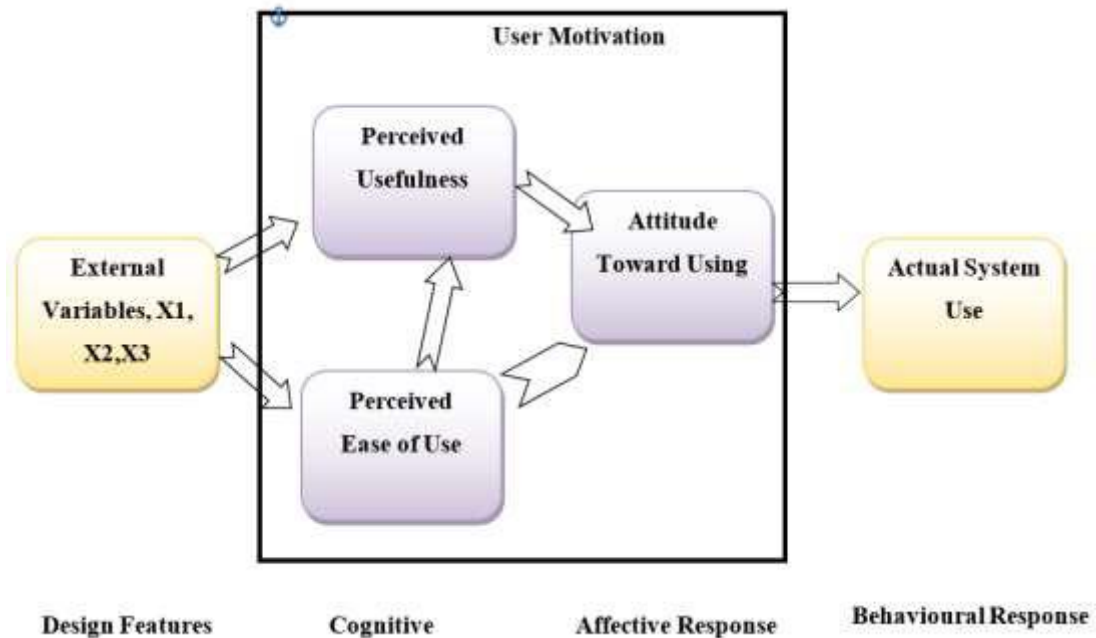 User Motivation
Perceived
Usefulness
Attitude
Toward Using
External
Variables, X1,
X2,X3
Actual System
Use
Perceived
Ease of Use
Design Features
Cognitive
Affective Response
Behavioural Response